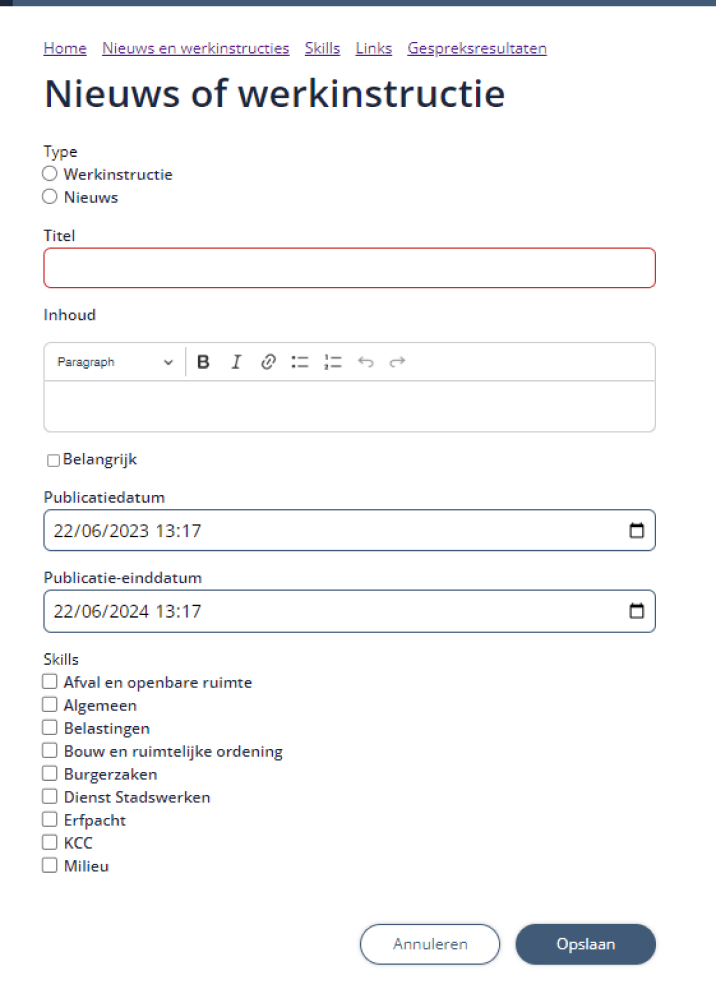 Home Nieuws en werkinstructies Skills Links Gespreksresultaten
Nieuws of werkinstructie
Type
Werkinstructie
Nieuws
Titel
Inhoud
Paragraph B I
Belangrijk
Publicatiedatum
22/06/2023 13:17
Publicatie-einddatum
22/06/2024 13:17
Skills
Afval en openbare ruimte
Algemeen
Belastingen
Bouw en ruimtelijke ordening
Burgerzaken
Dienst Stadswerken
Erfpacht
KCC
Milieu
Annuleren Opslaan